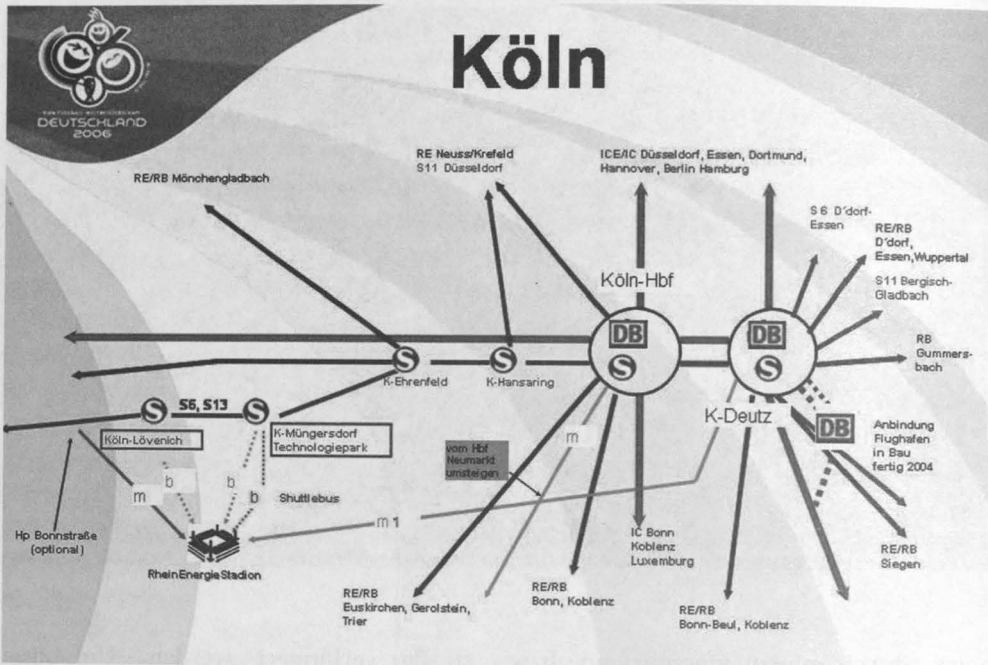 Köln
DEUTSCHLAND
2006
RE/RB Mönchengladbach
RE Neuss/Krefeld
S11 Düsseldorf
ICE/IC Düsseldorf, Essen, Dortmund,
Hannover, Berlin Hamburg
S 6 D'dorf-
Essen
RE/RB
D'dorf,
Essen,Wuppertal
S11 Bergisch-
Gladbach
RB
Gummers-
bach
Köln-Hbf
DB
S
DB
S
K-Deutz
S
K-Ehrenfeld
S
K-Hansaring
S
S6, S13
S
Köln-Lövenich
K-Müngersdorf
Technologiepark
vom Hbf
Neumarkt
umsteigen
m
DB
Anbindung
Flughafen
in Bau
fertig 2004
m
b
b
b
Shuttlebus
m 1
Hp Bonnstraße
(optional)
RheinEnergieStadion
IC Bonn
Koblenz
Luxemburg
RE/RB
Siegen
RE/RB
Euskirchen, Gerolstein,
Trier
RE/RB
Bonn, Koblenz
RE/RB
Bonn-Beul, Koblenz